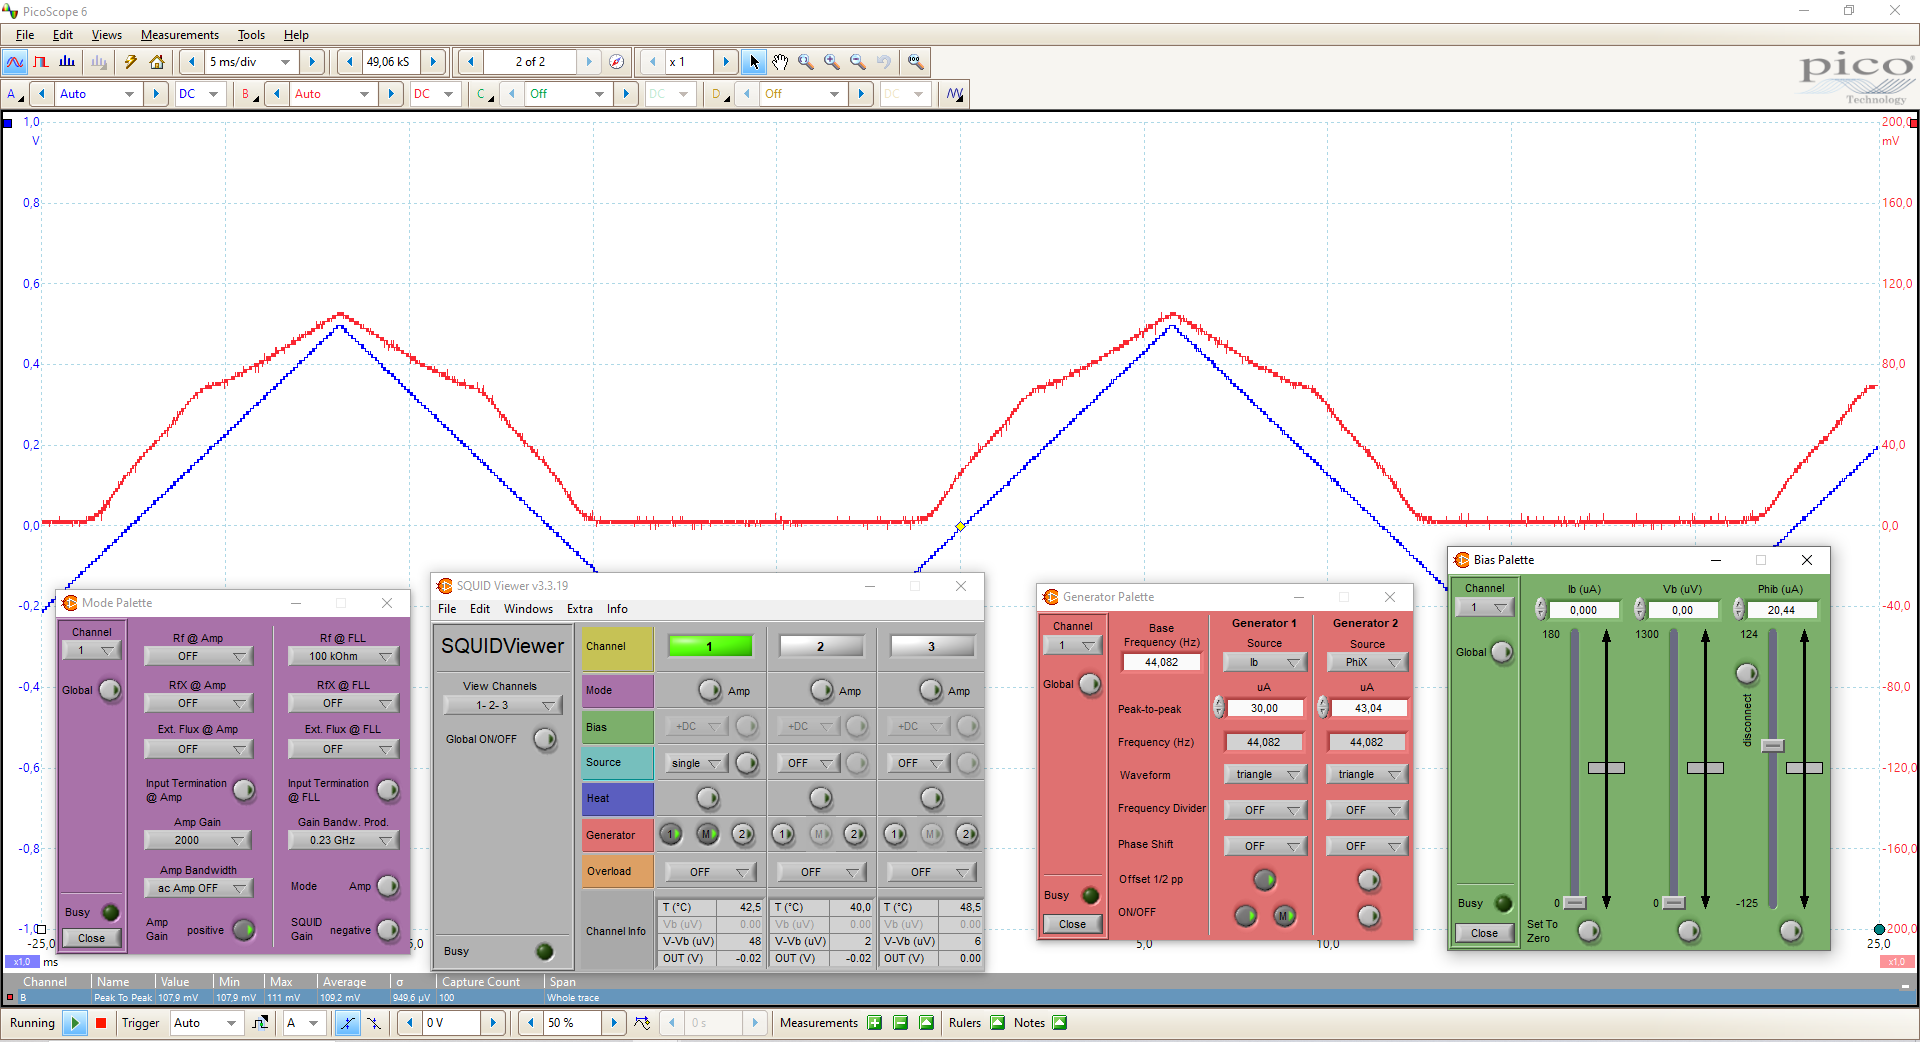 PicoScope 6
File Edit Views Measurements Tools Help
5 ms/div 49,06 kS 2 of 2 x 1
A Auto DC B Auto DC C Off DC D Off DC
pico
Technology
1,0 200,0
V mV
0,8 160,0
0,6 120,0
0,4 80,0
0,2 40,0
0,0 0,0
-0,2 -40,0
-0,4 -80,0
-0,6 -120,0
-0,8 -160,0
-1,0 200,0
-25,0 5,0 5,0 10,0 25,0
x1,0 ms x1,0
Mode Palette
Channel
1
Global
Busy
Close
Rf @ Amp
OFF
RfX @ Amp
OFF
Ext. Flux @ Amp
OFF
Input Termination
@ Amp
Amp Gain
2000
Amp Bandwidth
ac Amp OFF
Amp
Gain positive
Rf @ FLL
100 kOhm
RfX @ FLL
OFF
Ext. Flux @ FLL
OFF
Input Termination
@ FLL
Gain Bandw. Prod.
0.23 GHz
Mode Amp
SQUID
Gain negative
SQUID Viewer v3.3.19
File Edit Windows Extra Info
SQUIDViewer
View Channels
1- 2- 3
Global ON/OFF
Busy
Channel 1 2 3
Mode Amp Amp Amp
Bias +DC +DC +DC
Source single OFF OFF
Heat
Generator 1 M 2 1 M 2 1 M 2
Overload OFF OFF OFF
Channel Info
T (°C) 42,5 T (°C) 40,0 T (°C) 48,5
Vb (uV) 0.00 Vb (uV) 0.00 Vb (uV) 0.00
V-Vb (uV) 48 V-Vb (uV) 2 V-Vb (uV) 6
OUT (V) -0.02 OUT (V) -0.02 OUT (V) 0.00
Generator Palette
Channel
1
Global
Busy
Close
Base
Frequency (Hz)
44,082
Generator 1 Generator 2
Source Source
Ib PhiX
uA uA
Peak-to-peak 30,00 43,04
Frequency (Hz) 44,082 44,082
Waveform triangle triangle
Frequency Divider OFF OFF
Phase Shift OFF OFF
Offset 1/2 pp
ON/OFF M
Bias Palette
Channel
1
Global
Busy
Close
Ib (uA) Vb (uV) Phib (uA)
0,000 0,00 20,44
180 1300 124
disconnect
0 0 -125
Set To
Zero
Channel Name Value Min Max Average σ Capture Count Span
B Peak To Peak 107,9 mV 107,9 mV 111 mV 109,2 mV 949,6 µV 100 Whole trace
Running Trigger Auto A 0 V 50 % 0 s Measurements Rulers Notes